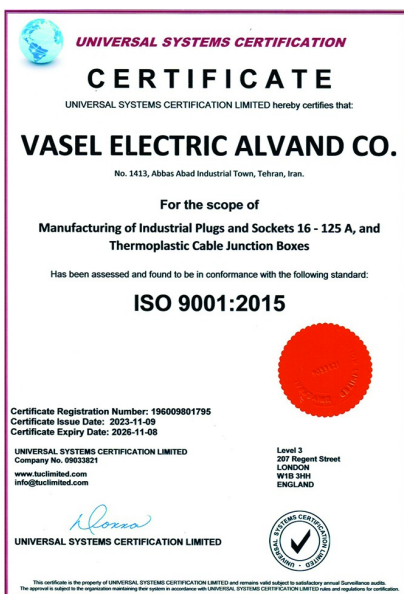 UNIVERSAL SYSTEMS CERTIFICATION
CERTIFICATE
UNIVERSAL SYSTEMS CERTIFICATION LIMITED hereby certifies that:
VASEL ELECTRIC ALVAND CO.
No. 1413, Abbas Abad Industrial Town, Tehran, Iran.
For the scope of
Manufacturing of Industrial Plugs and Sockets 16 - 125 A, and
Thermoplastic Cable Junction Boxes
Has been assessed and found to be in conformance with the following standard:
ISO 9001:2015
Certificate Registration Number: 196009801795
Certificate Issue Date: 2023-11-09
Certificate Expiry Date: 2026-11-08
UNIVERSAL SYSTEMS CERTIFICATION LIMITED
Company No. 09033821
www.tuclimited.com
info@tuclimited.com
Level 3
207 Regent Street
LONDON
W1B 3HH
ENGLAND
UNIVERSAL SYSTEMS CERTIFICATION LIMITED
SYSTEMS CERTIFICATION LIMITED UNIVERSAL
This certificate is the property of UNIVERSAL SYSTEMS CERTIFICATION LIMITED and remains valid subject to satisfactory annual Surveillance audits.
The approval is subject to the organization maintaining their system in accordance with UNIVERSAL SYSTEMS CERTIFICATION LIMITED rules and regulations for certification.